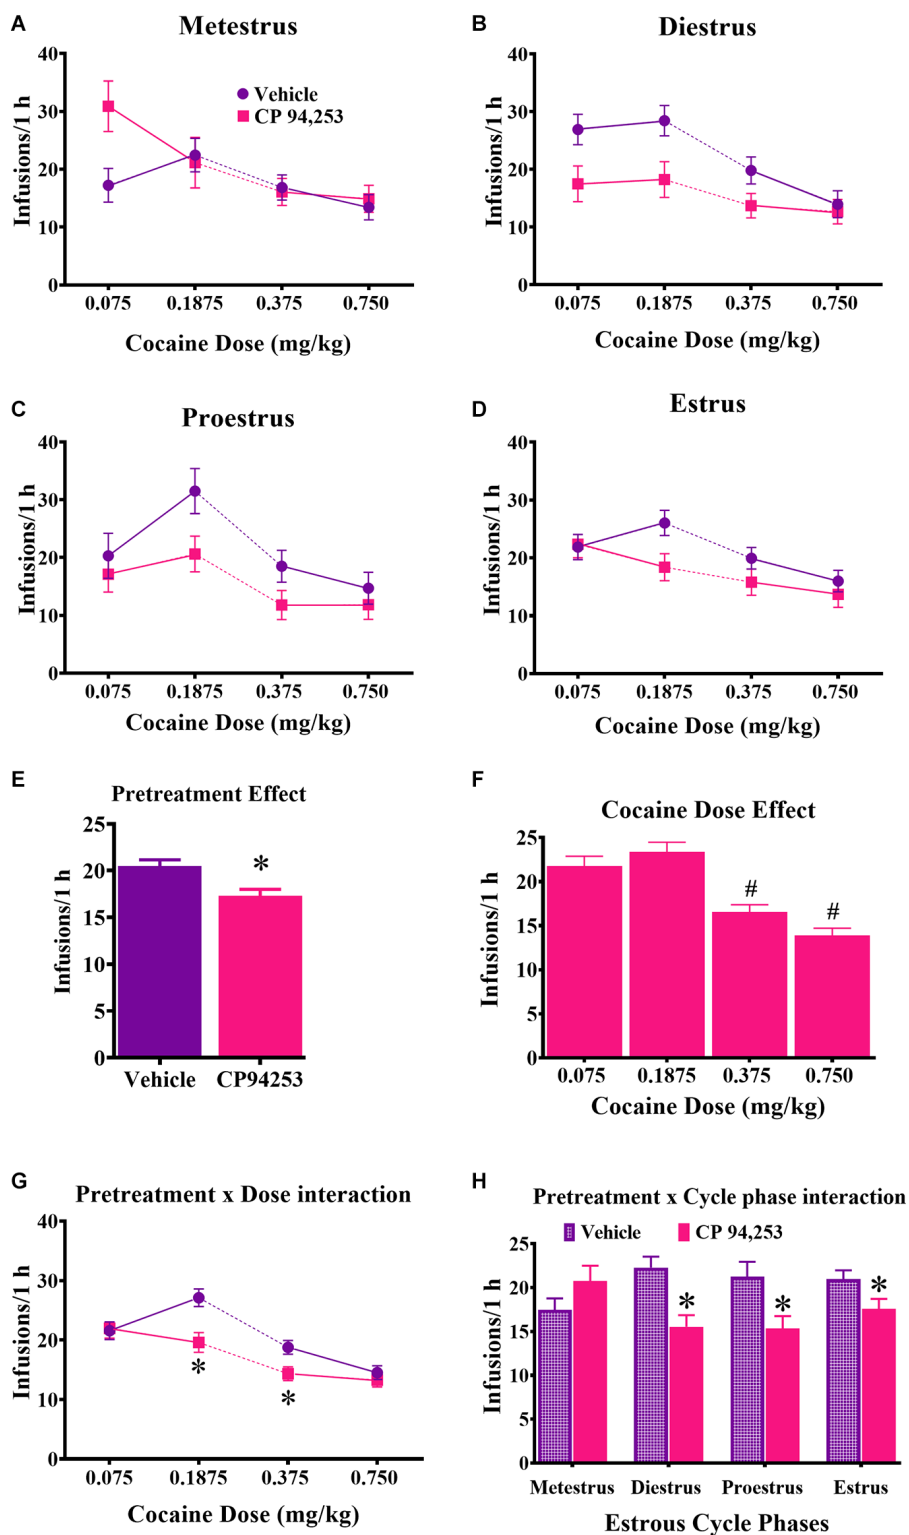 A
Metestrus
Infusions/1 h
40
30
20
10
0
Vehicle
CP 94,253
0.075 0.1875 0.375 0.750
Cocaine Dose (mg/kg)
B
Diestrus
Infusions/1 h
40
30
20
10
0
0.075 0.1875 0.375 0.750
Cocaine Dose (mg/kg)
C
Proestrus
Infusions/1 h
40
30
20
10
0
0.075 0.1875 0.375 0.750
Cocaine Dose (mg/kg)
D
Estrus
Infusions/1 h
40
30
20
10
0
0.075 0.1875 0.375 0.750
Cocaine Dose (mg/kg)
E
Pretreatment Effect
Infusions/1 h
25
20
15
10
5
0
*
Vehicle CP94253
F
Cocaine Dose Effect
Infusions/1 h
25
20
15
10
5
0
# #
0.075 0.1875 0.375 0.750
Cocaine Dose (mg/kg)
G
Pretreatment x Dose interaction
Infusions/1 h
40
30
20
10
0
* *
0.075 0.1875 0.375 0.750
Cocaine Dose (mg/kg)
H
Pretreatment x Cycle phase interaction
Vehicle CP 94,253
Infusions/1 h
25
20
15
10
5
0
* * *
Metestrus Diestrus Proestrus Estrus
Estrous Cycle Phases